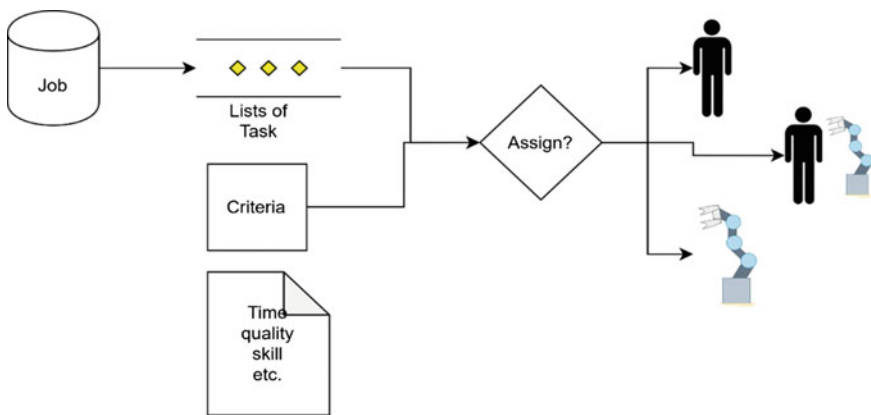 Job
Lists of
Task
Assign?
Criteria
Time
quality
skill
etc.